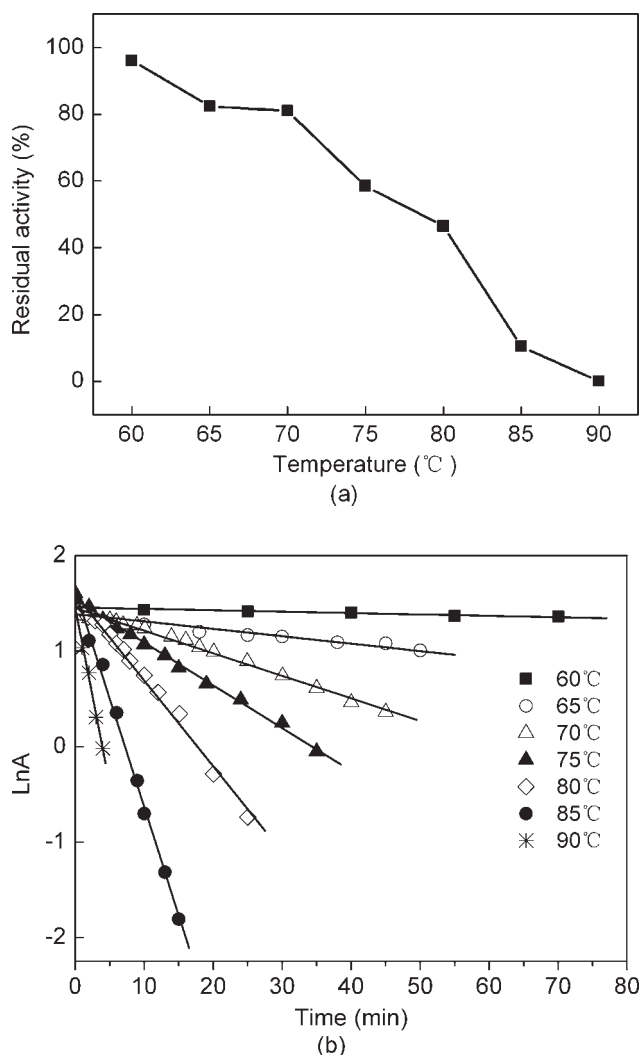 100
80
60
40
20
0
Residual activity (%)
60 65 70 75 80 85 90
Temperature (℃)
(a)
2
1
0
-1
-2
LnA
60℃
65℃
70℃
75℃
80℃
85℃
90℃
0 10 20 30 40 50 60 70 80
Time (min)
(b)